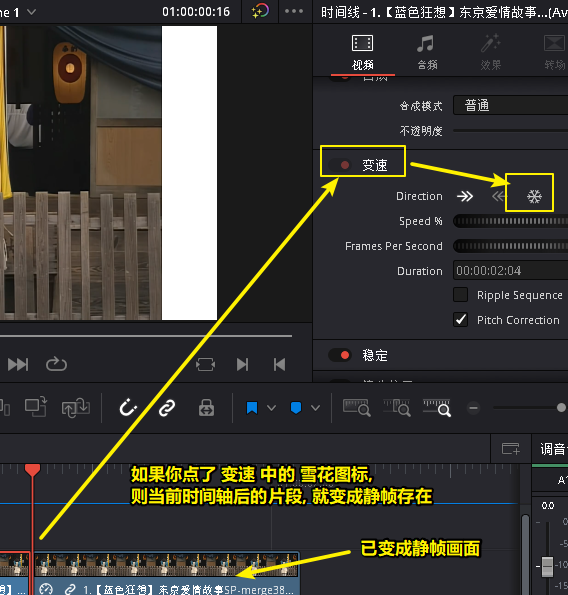 ne 1
01:00:00:16
时间线 - 1.【蓝色狂想】东京爱情故事...(Av
视频
音频
效果
转场
合成
合成模式
普通
不透明度
变速
Direction
Speed %
Frames Per Second
Duration
00:00:02:04
Ripple Sequence
Pitch Correction
稳定
调音
如果你点了 变速 中的 雪花图标,
则当前时间轴后的片段, 就变成静帧存在
A
0.0
-5
-10
-15
已变成静帧画面
1.【蓝色狂想】东京爱情故事SP-merge38...